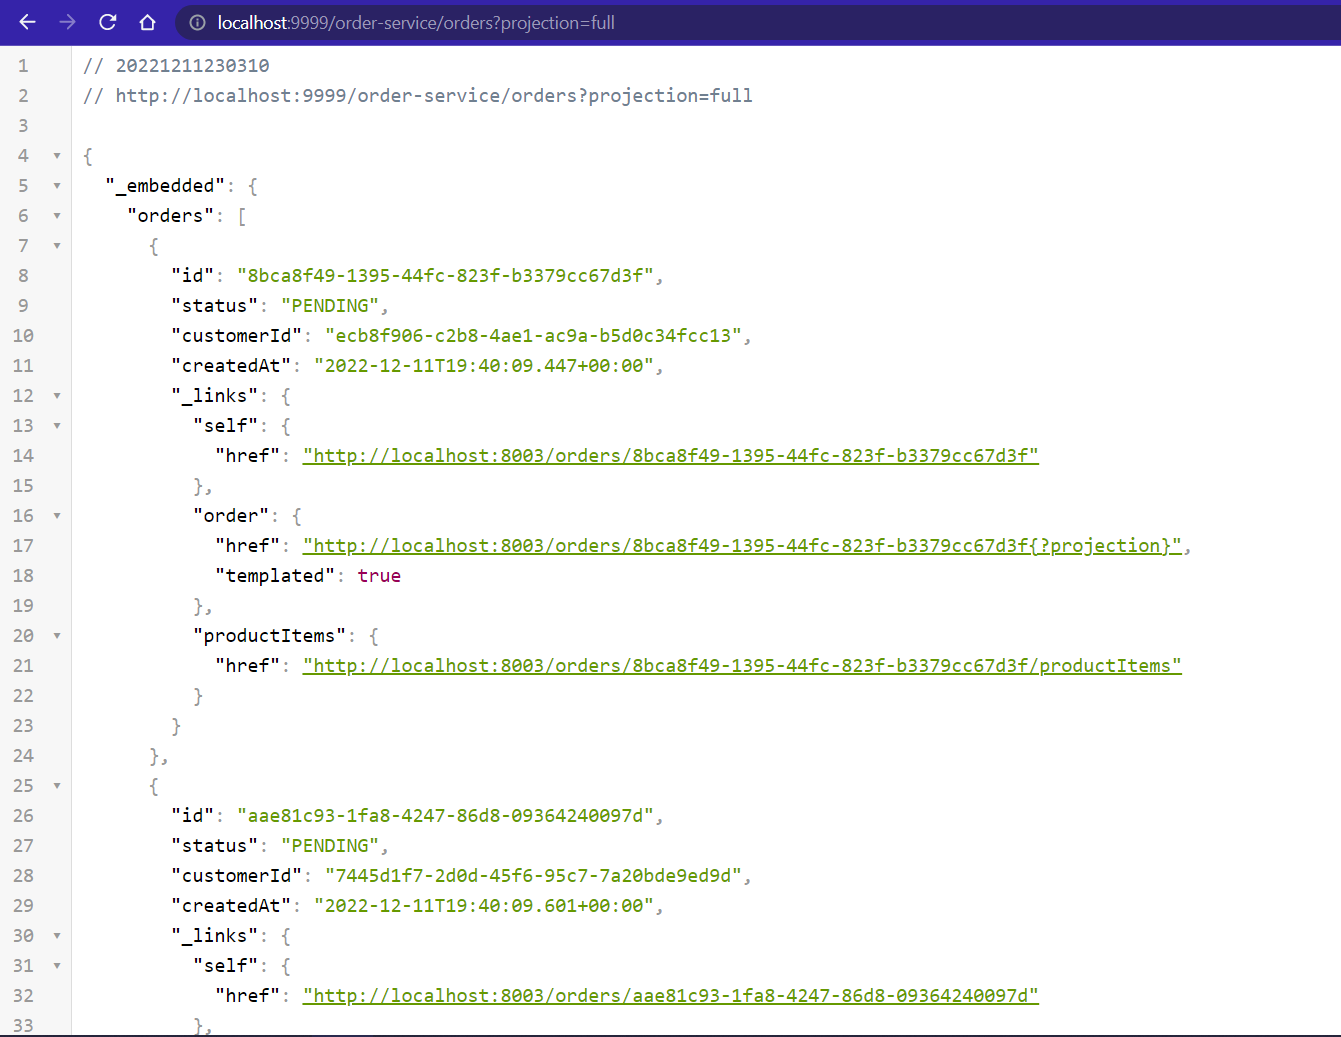 localhost:9999/order-service/orders?projection=full
1 // 20221211230310
2 // http://localhost:9999/order-service/orders?projection=full
3
4 {
5 "_embedded": {
6 "orders": [
7 {
8 "id": "8bca8f49-1395-44fc-823f-b3379cc67d3f",
9 "status": "PENDING",
10 "customerId": "ecb8f906-c2b8-4ae1-ac9a-b5d0c34fcc13",
11 "createdAt": "2022-12-11T19:40:09.447+00:00",
12 "_links": {
13 "self": {
14 "href": "http://localhost:8003/orders/8bca8f49-1395-44fc-823f-b3379cc67d3f"
15 },
16 "order": {
17 "href": "http://localhost:8003/orders/8bca8f49-1395-44fc-823f-b3379cc67d3f{?projection}",
18 "templated": true
19 },
20 "productItems": {
21 "href": "http://localhost:8003/orders/8bca8f49-1395-44fc-823f-b3379cc67d3f/productItems"
22 }
23 }
24 },
25 {
26 "id": "aae81c93-1fa8-4247-86d8-09364240097d",
27 "status": "PENDING",
28 "customerId": "7445d1f7-2d0d-45f6-95c7-7a20bde9ed9d",
29 "createdAt": "2022-12-11T19:40:09.601+00:00",
30 "_links": {
31 "self": {
32 "href": "http://localhost:8003/orders/aae81c93-1fa8-4247-86d8-09364240097d"
33 },